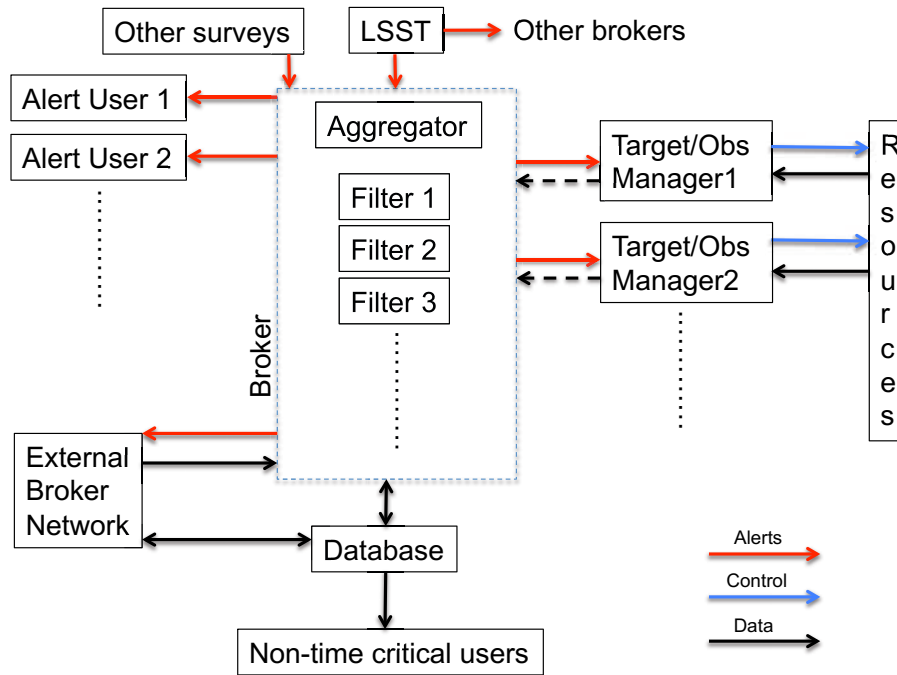 Other surveys
LSST
Other brokers
Alert User 1
Alert User 2
Aggregator
Filter 1
Filter 2
Filter 3
Broker
Target/Obs
Manager1
Target/Obs
Manager2
Resources
External
Broker
Network
Database
Non-time critical users
Alerts
Control
Data